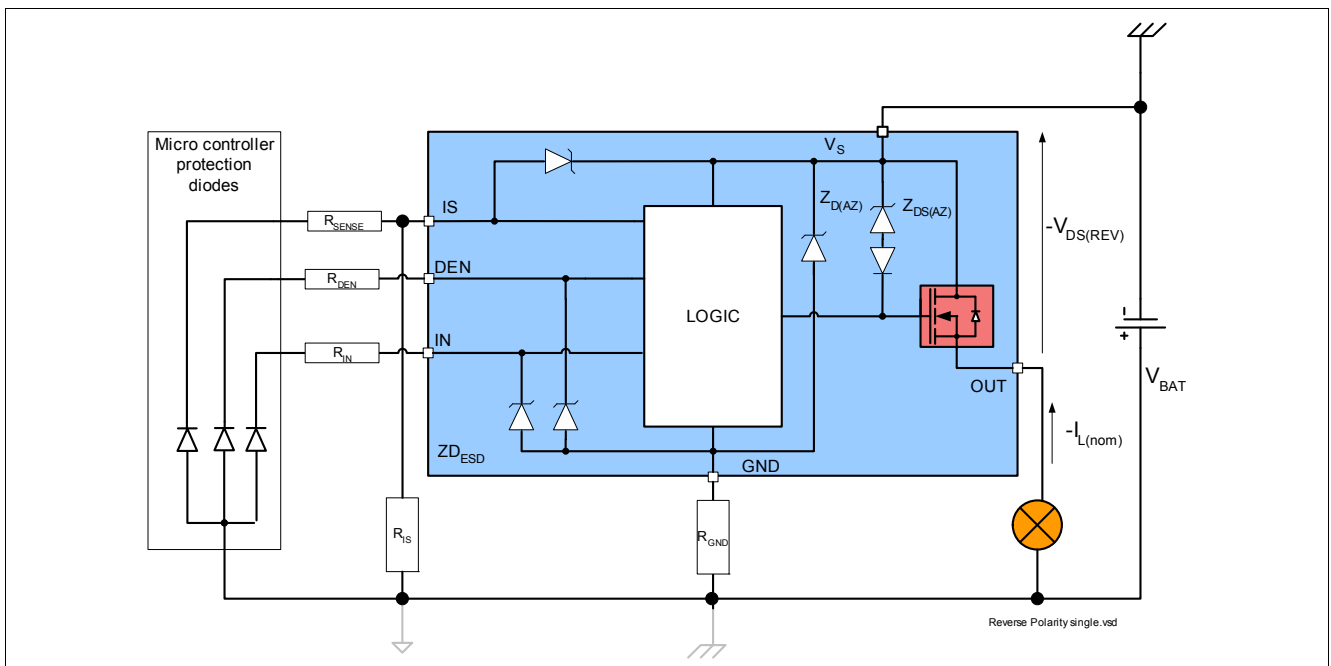 Micro controller
protection
diodes
V_S
IS
R_SENSE
Z_D(AZ)
Z_DS(AZ)
-V_DS(REV)
DEN
R_DEN
LOGIC
IN
R_IN
-
+
V_BAT
OUT
-I_L(nom)
ZD_ESD
GND
R_IS
R_GND
Reverse Polarity single.vsd